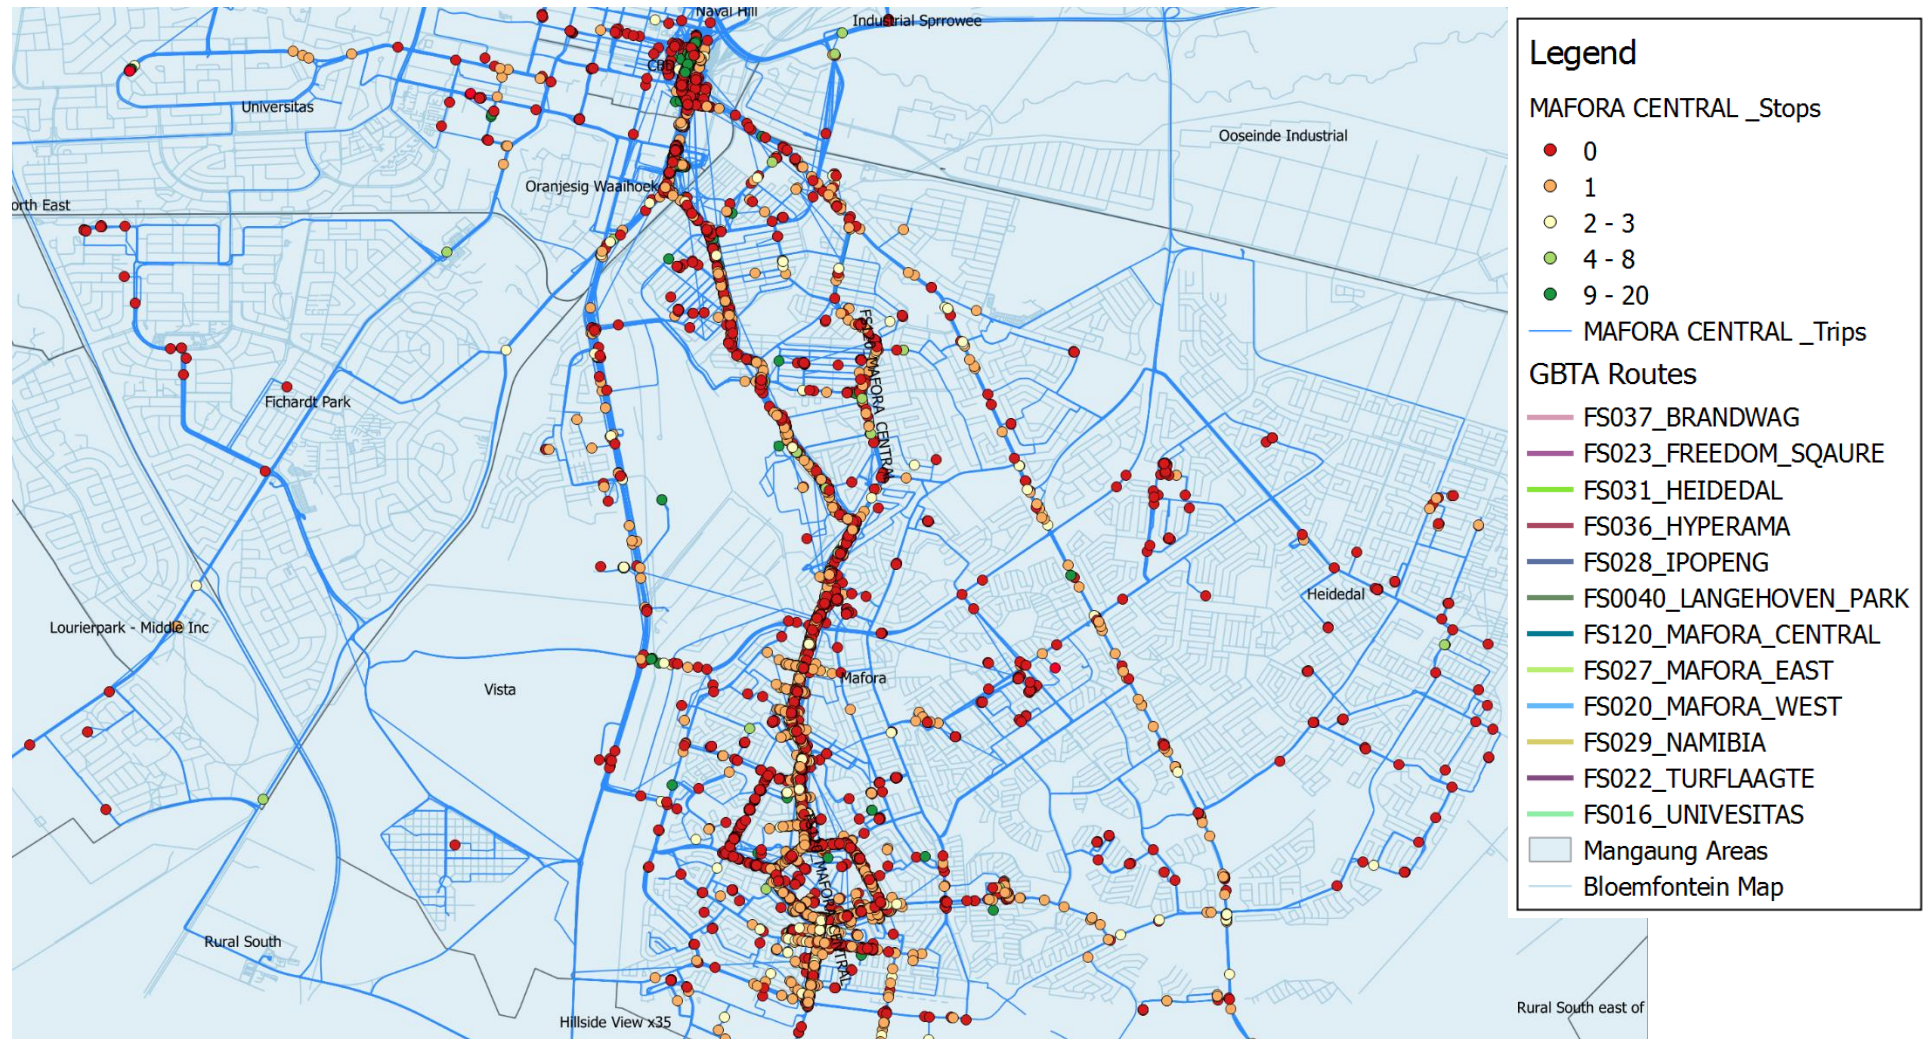 Naval Hill
Industrial Sprrowee
CBD
Universitas
Ooseinde Industrial
Oranjesig Waaihoek
orth East
FS120_MAFORA CENTRAL
Fichardt Park
Heidedal
Lourierpark - Middle Inc
Mafora
Vista
Rural South
Hillside View x35
Rural South east of
Legend
MAFORA CENTRAL _Stops
0
1
2 - 3
4 - 8
9 - 20
MAFORA CENTRAL _Trips
GBTA Routes
FS037_BRANDWAG
FS023_FREEDOM_SQAURE
FS031_HEIDEDAL
FS036_HYPERAMA
FS028_IPOPENG
FS0040_LANGEHOVEN_PARK
FS120_MAFORA_CENTRAL
FS027_MAFORA_EAST
FS020_MAFORA_WEST
FS029_NAMIBIA
FS022_TURFLAAGTE
FS016_UNIVESITAS
Mangaung Areas
Bloemfontein Map